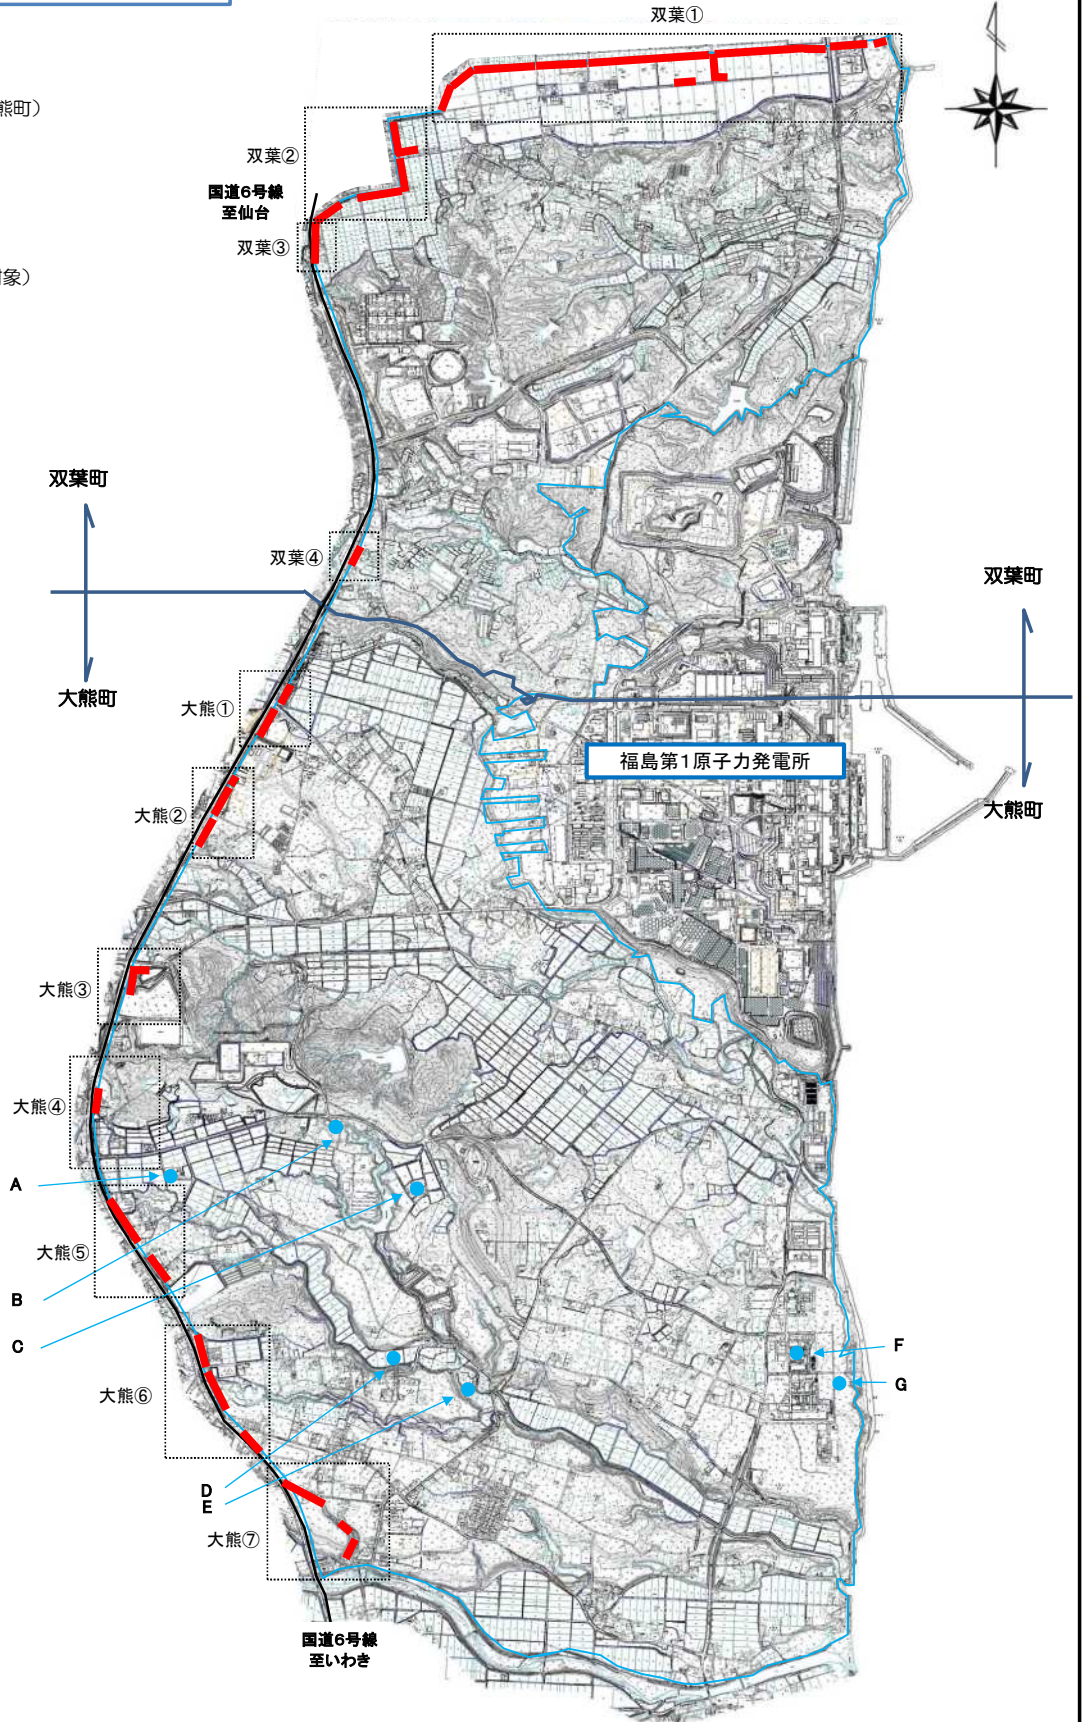 双葉①
熊町）
双葉②
国道6号線
至仙台
双葉③
対象）
双葉町
双葉④
双葉町
大熊町
大熊①
福島第1原子力発電所
大熊②
大熊町
大熊③
大熊④
A
大熊⑤
B
C
F
大熊⑥
G
D
E
大熊⑦
国道6号線
至いわき